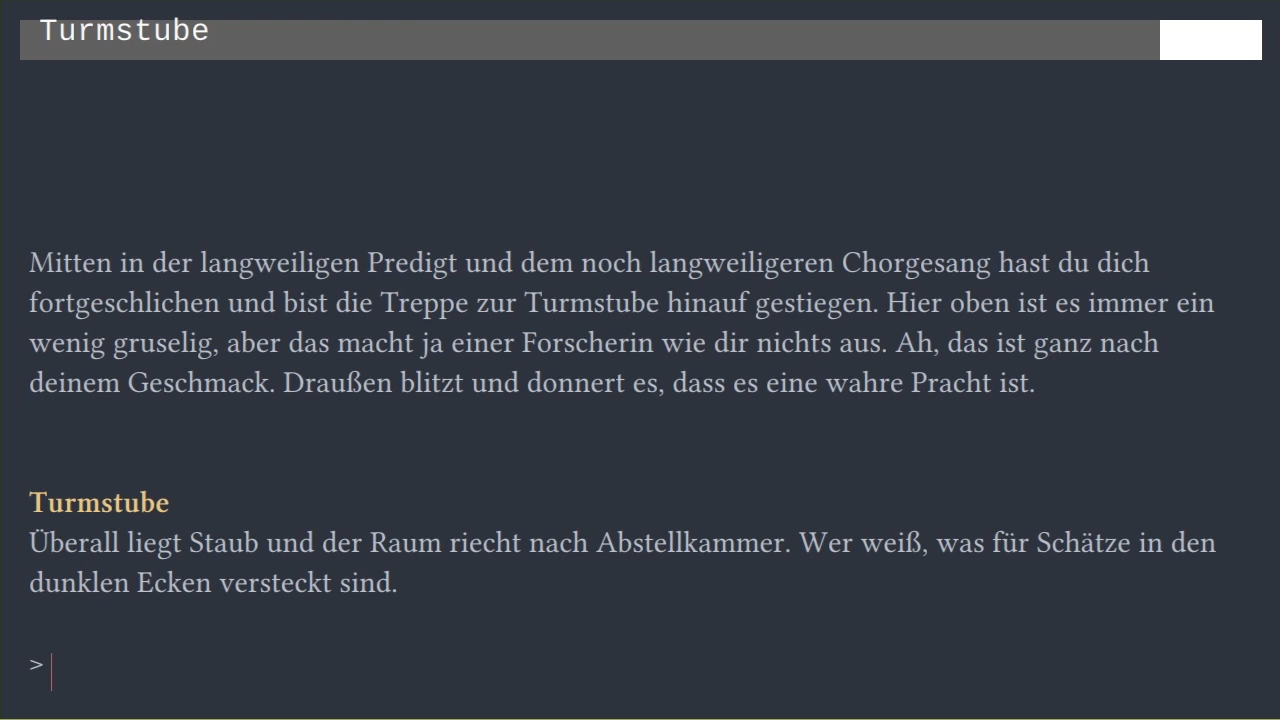 Turmstube
Mitten in der langweiligen Predigt und dem noch langweiligeren Chorgesang hast du dich
fortgeschlichen und bist die Treppe zur Turmstube hinauf gestiegen. Hier oben ist es immer ein
wenig gruselig, aber das macht ja einer Forscherin wie dir nichts aus. Ah, das ist ganz nach
deinem Geschmack. Draußen blitzt und donnert es, dass es eine wahre Pracht ist.
Turmstube
Überall liegt Staub und der Raum riecht nach Abstellkammer. Wer weiß, was für Schätze in den
dunklen Ecken versteckt sind.
>